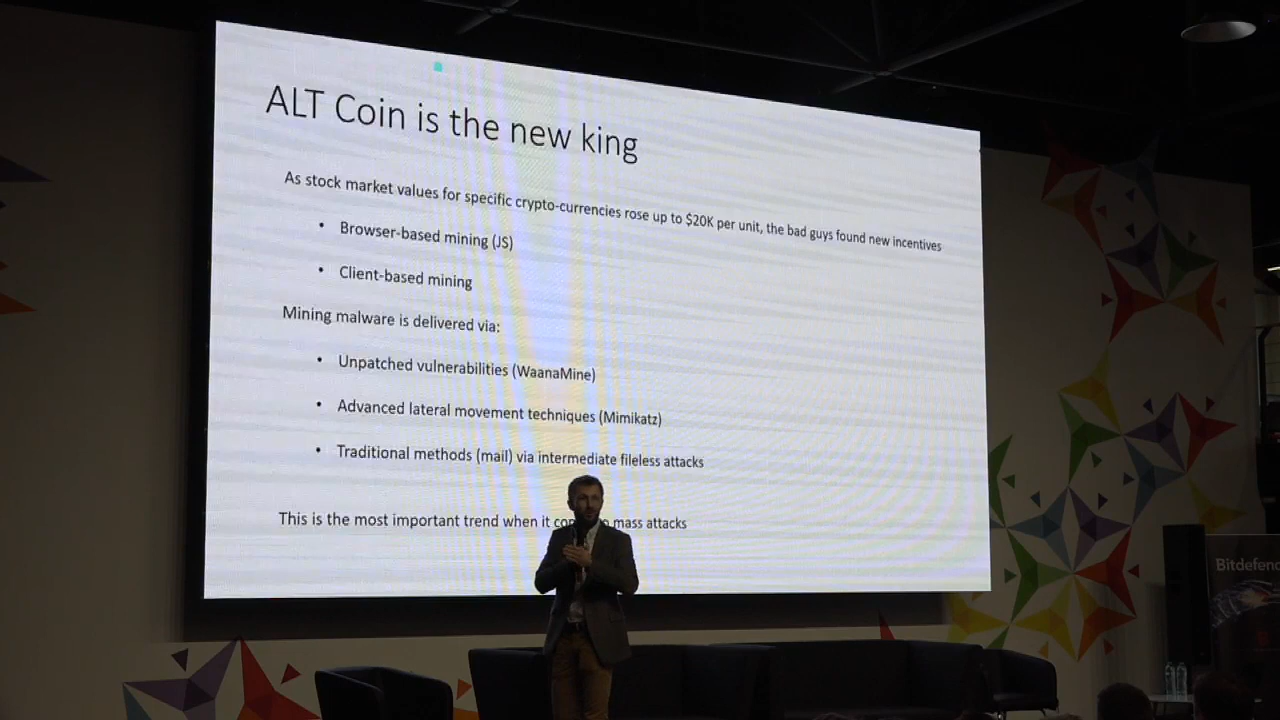 ALT Coin is the new king
As stock market values for specific crypto-currencies rose up to $20K per unit, the bad guys found new incentives
• Browser-based mining (JS)
• Client-based mining
Mining malware is delivered via:
• Unpatched vulnerabilities (WaanaMine)
• Advanced lateral movement techniques (Mimikatz)
• Traditional methods (mail) via intermediate fileless attacks
This is the most important trend when it mass attacks
Bitdefen